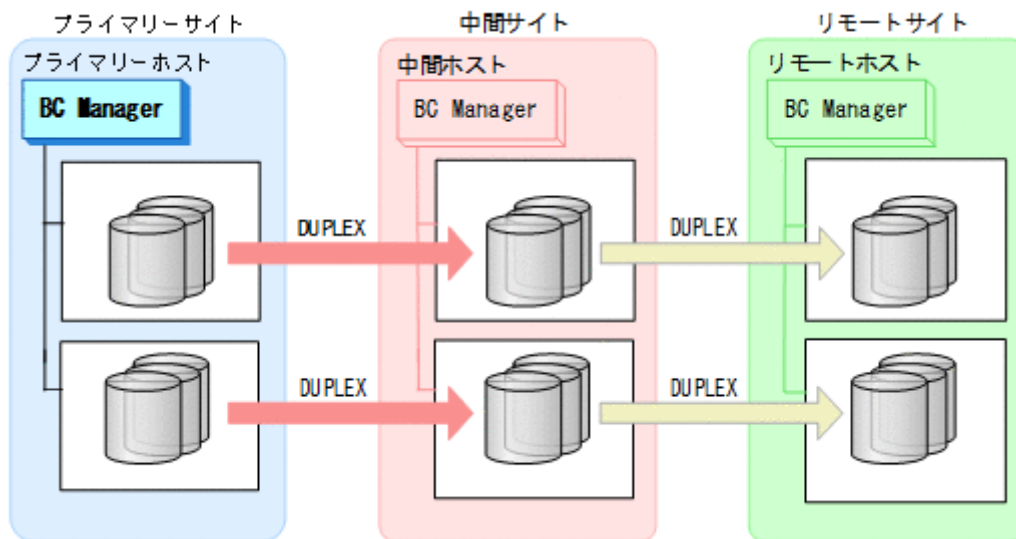 プライマリーサイト
中間サイト
リモートサイト
プライマリーホスト
中間ホスト
リモートホスト
BC Manager
BC Manager
BC Manager
DUPLEX
DUPLEX
DUPLEX
DUPLEX